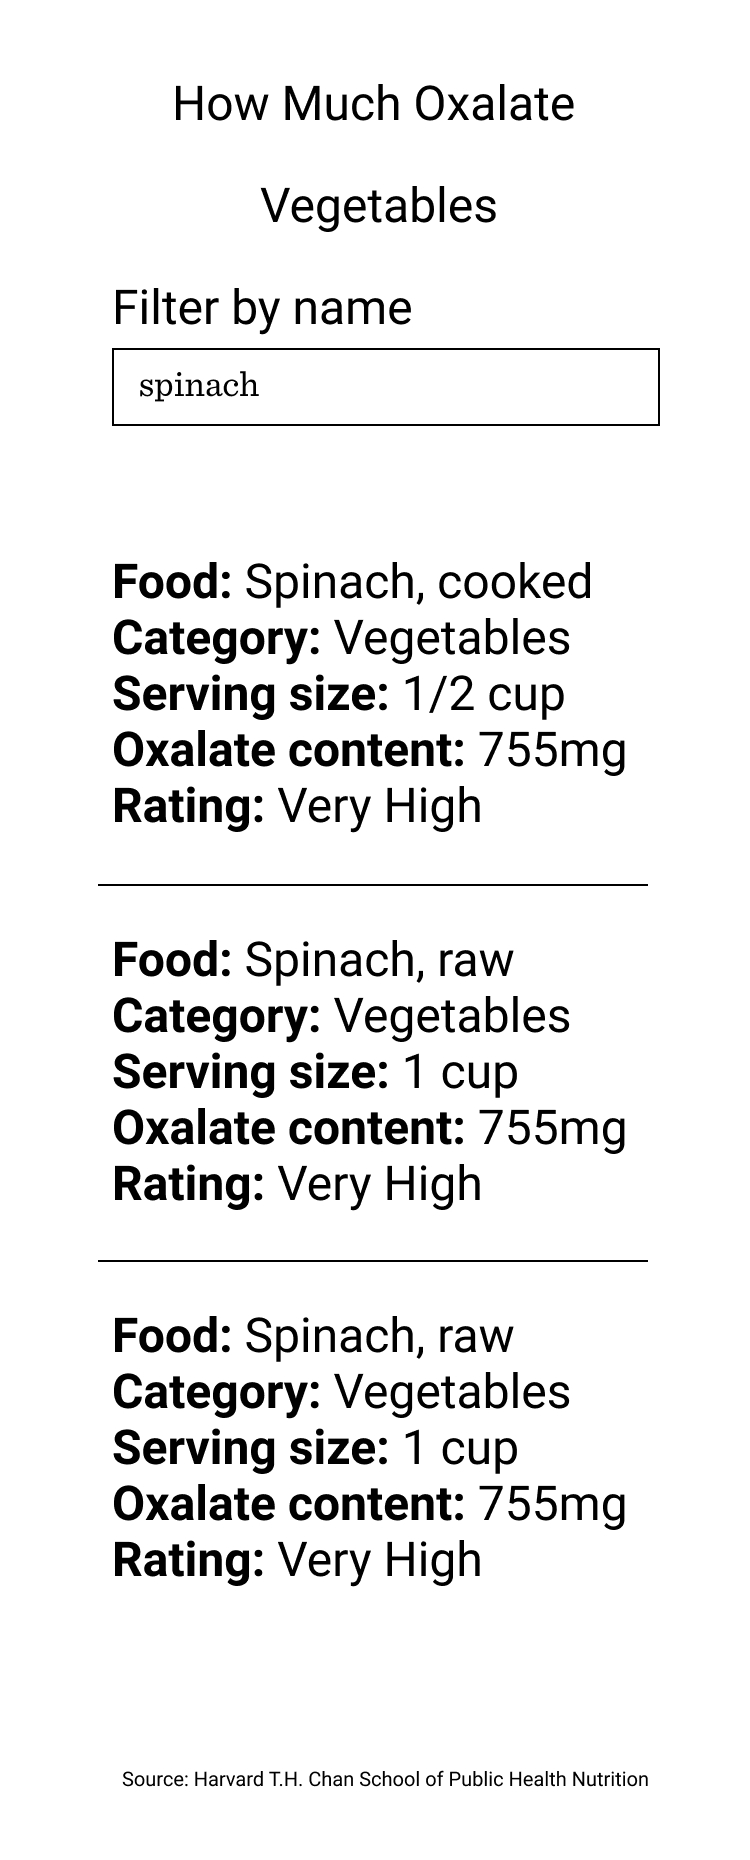 How Much Oxalate
Vegetables
Filter by name
spinach
Food: Spinach, cooked
Category: Vegetables
Serving size: 1/2 cup
Oxalate content: 755mg
Rating: Very High
Food: Spinach, raw
Category: Vegetables
Serving size: 1 cup
Oxalate content: 755mg
Rating: Very High
Food: Spinach, raw
Category: Vegetables
Serving size: 1 cup
Oxalate content: 755mg
Rating: Very High
Source: Harvard T.H. Chan School of Public Health Nutrition